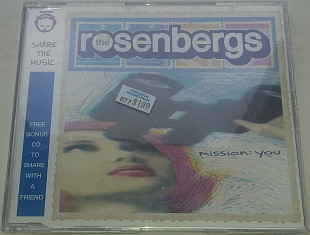 SHARE
THE
MUSIC
FREE
BONUS
CD
TO
SHARE
WITH
A
FRIEND
the
rosenbergs
mission: you